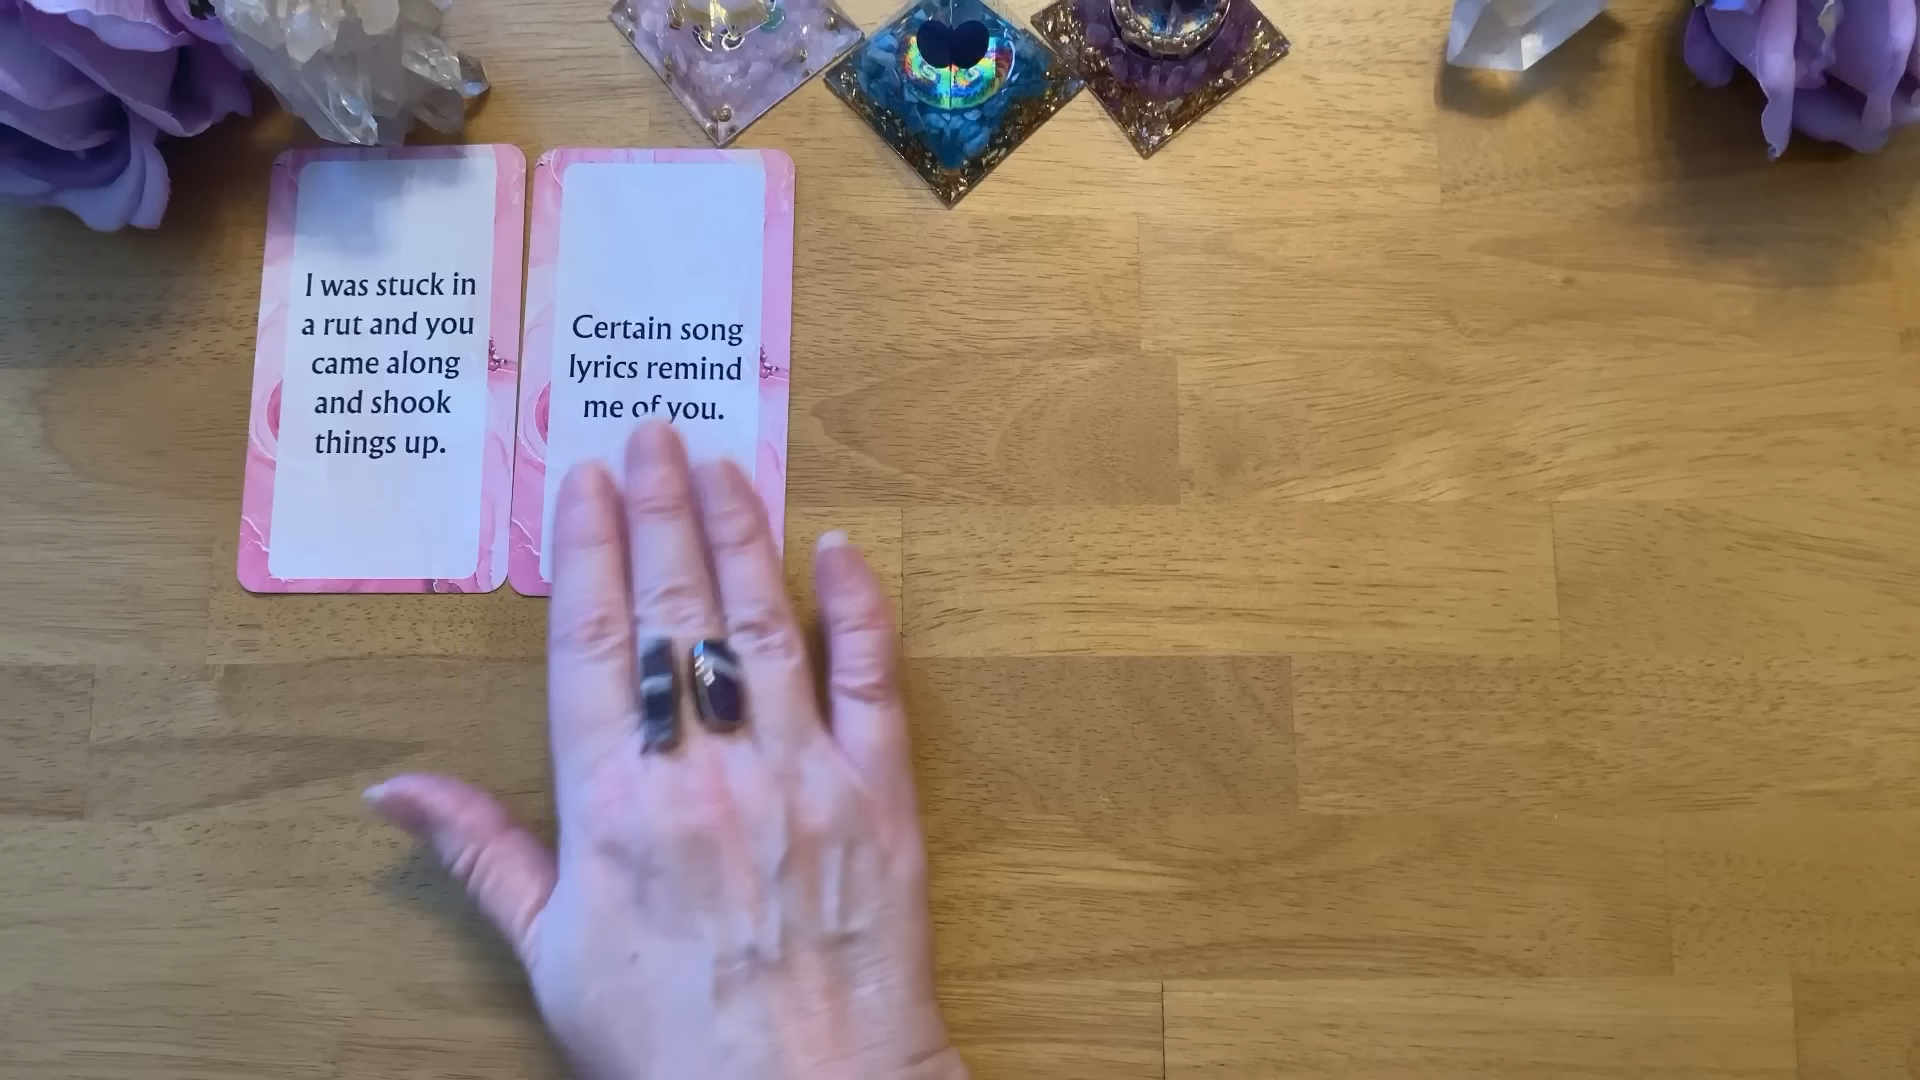 I was stuck in
a rut and you
came along
and shook
things up.
Certain song
lyrics remind
me of you.